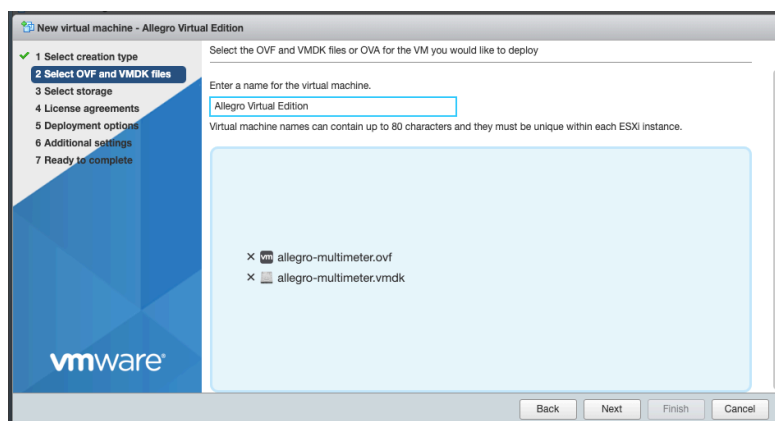 New virtual machine - Allegro Virtual Edition
1 Select creation type
2 Select OVF and VMDK files
3 Select storage
4 License agreements
5 Deployment options
6 Additional settings
7 Ready to complete
vmware®
Select the OVF and VMDK files or OVA for the VM you would like to deploy
Enter a name for the virtual machine.
Allegro Virtual Edition
Virtual machine names can contain up to 80 characters and they must be unique within each ESXi instance.
× vm allegro-multimeter.ovf
× allegro-multimeter.vmdk
Back Next Finish Cancel